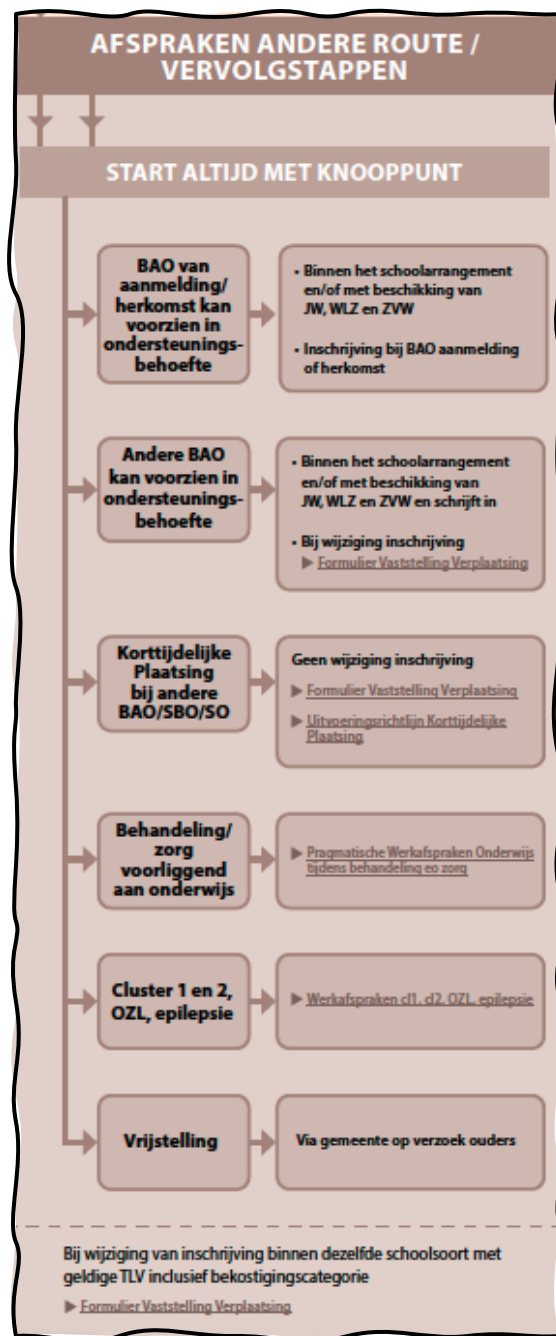 AFSPRAKEN ANDERE ROUTE /
VERVOLGSTAPPEN
START ALTIJD MET KNOOPPUNT
BAO van
aanmelding/
herkomst kan
voorzien in
ondersteunings-
behoefte
• Binnen het schoolarrangement
en/of met beschikking van
JW, WLZ en ZVW
• Inschrijving bij BAO aanmelding
of herkomst
Andere BAO
kan voorzien in
ondersteunings-
behoefte
• Binnen het schoolarrangement
en/of met beschikking van
JW, WLZ en ZVW en schrijft in
• Bij wijziging inschrijving
▶ Formulier Vaststelling Verplaatsing
Korttijdelijke
Plaatsing
bij andere
BAO/SBO/SO
Geen wijziging inschrijving
▶ Formulier Vaststelling Verplaatsing
▶ Uitvoeringsrichtlijn Korttijdelijke
Plaatsing
Behandeling/
zorg
voorliggend
aan onderwijs
▶ Pragmatische Werkafspraken Onderwijs
tijdens behandeling eo zorg
Cluster 1 en 2,
OZL, epilepsie
▶ Werkafspraken cl1, cl2, OZL, epilepsie
Vrijstelling
Via gemeente op verzoek ouders
Bij wijziging van inschrijving binnen dezelfde schoolsoort met
geldige TLV inclusief bekostigingscategorie
▶ Formulier Vaststelling Verplaatsing